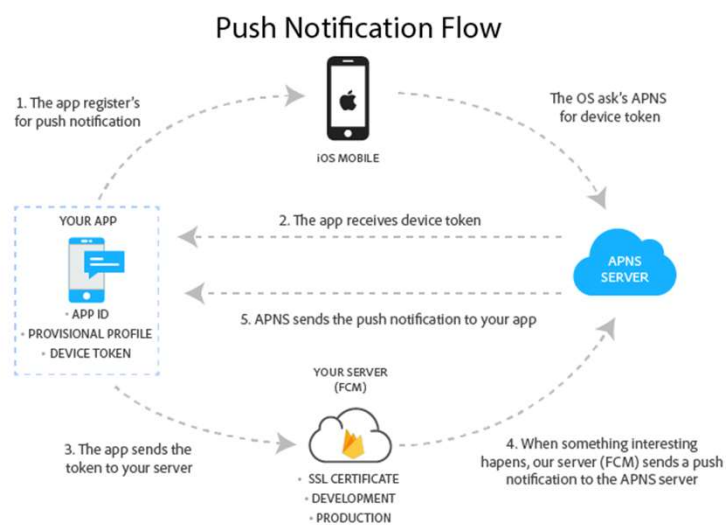 Push Notification Flow
1. The app register's
for push notification
iOS MOBILE
The OS ask's APNS
for device token
YOUR APP
• APP ID
• PROVISIONAL PROFILE
• DEVICE TOKEN
2. The app receives device token
APNS
SERVER
5. APNS sends the push notification to your app
YOUR SERVER
(FCM)
• SSL CERTIFICATE
• DEVELOPMENT
• PRODUCTION
3. The app sends the
token to your server
4. When something interesting
hapens, our server (FCM) sends a push
notification to the APNS server